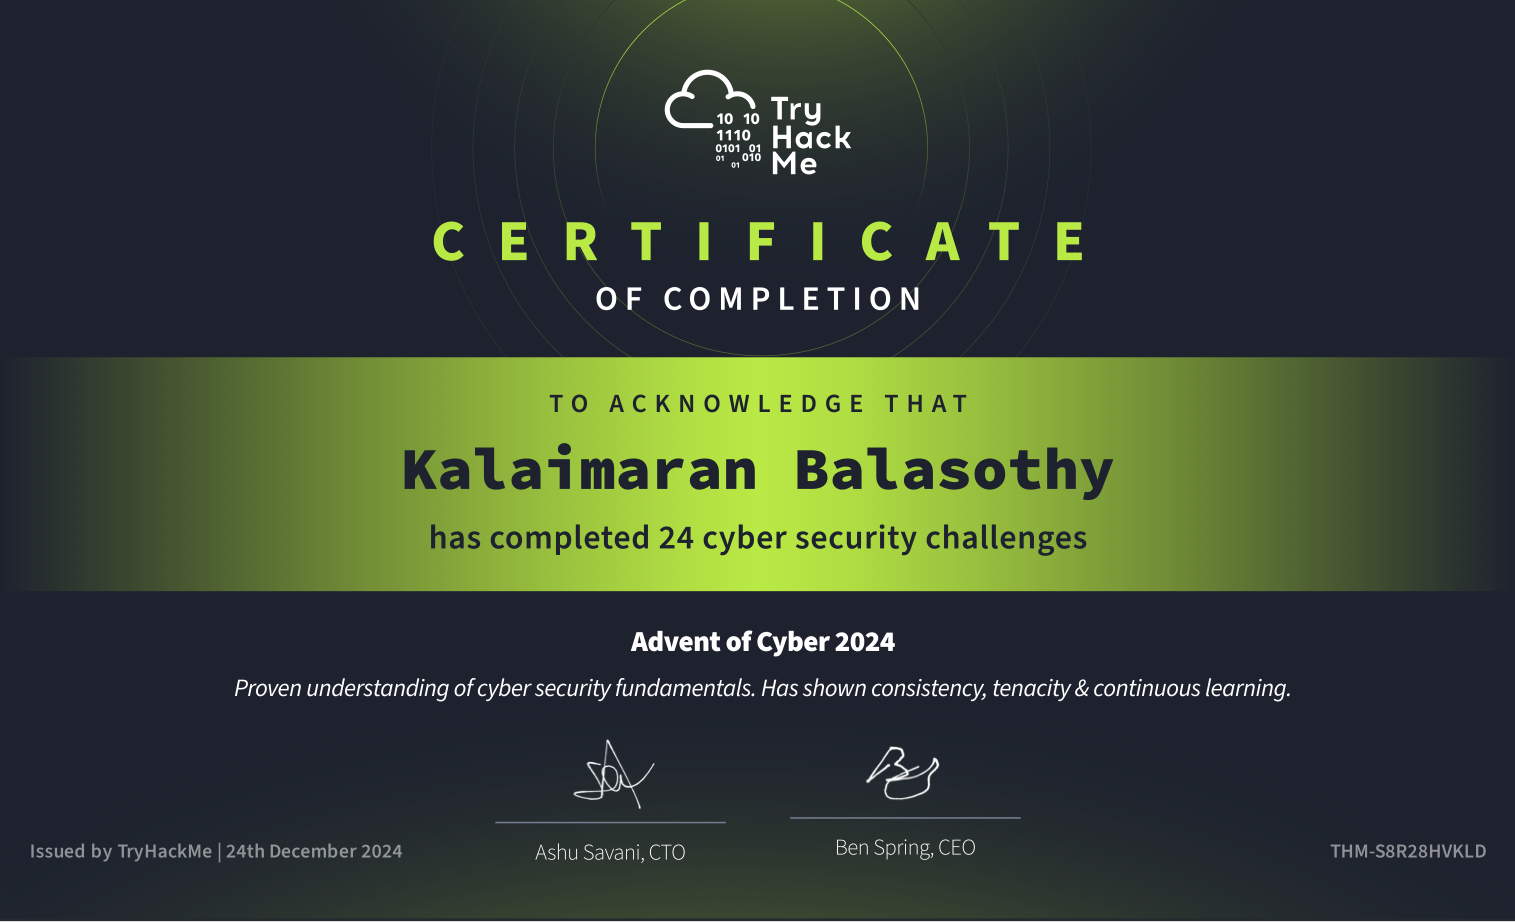 10 10
1110
0101 01
01 010
01
Try
Hack
Me
CERTIFICATE
OF COMPLETION
TO ACKNOWLEDGE THAT
Kalaimaran Balasothy
has completed 24 cyber security challenges
Advent of Cyber 2024
Proven understanding of cyber security fundamentals. Has shown consistency, tenacity & continuous learning.
Ashu Savani, CTO
Ben Spring, CEO
Issued by TryHackMe | 24th December 2024
THM-S8R28HVKLD